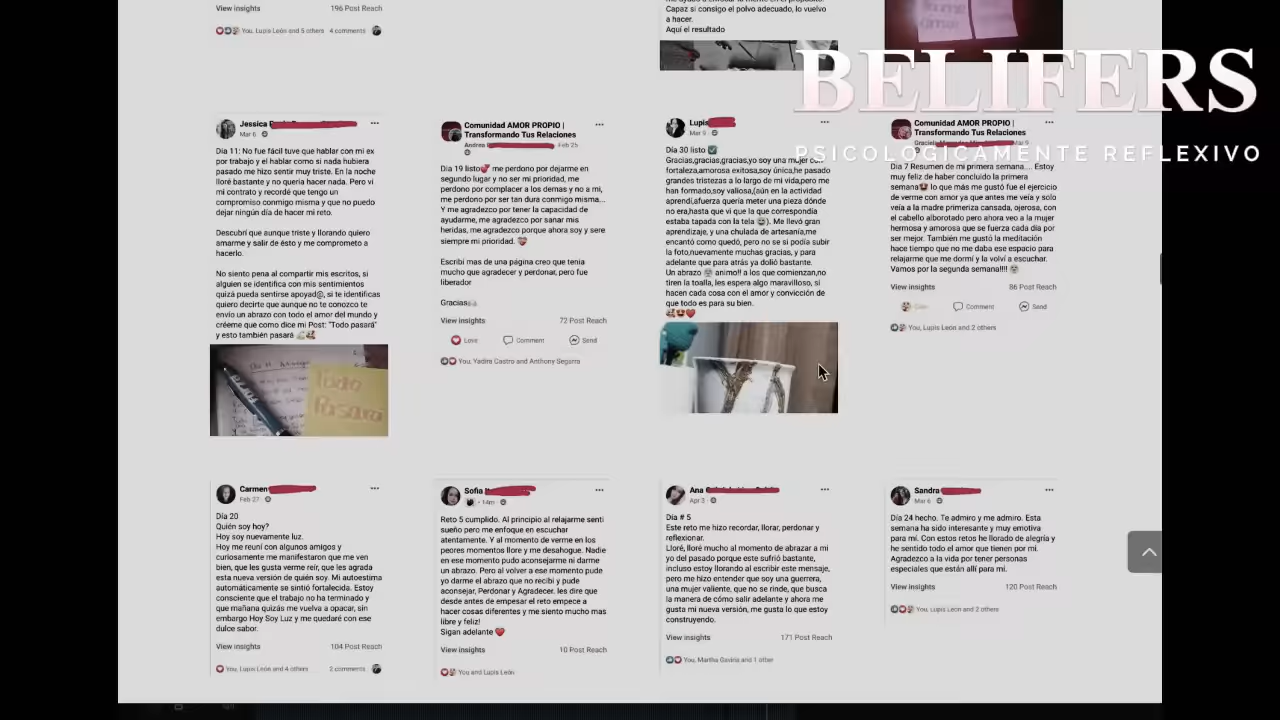 View insights
196 Post Reach
You, Lupis León and 5 others
4 comments
Capaz si consigo el polvo adecuado, lo vuelvo
a hacer.
Aquí el resultado
BELIFERS
PSICOLOGICAMENTE REFLEXIVO
Jessica
Mar 6
Día 11: No fue fácil tuve que hablar con mi ex
por trabajo y el hablar como si nada hubiera
pasado me hizo sentir muy triste. En la noche
lloré bastante y no quería hacer nada. Pero vi
mi contrato y recordé que tengo un
compromiso conmigo misma y que no puedo
dejar ningún día de hacer mi reto.
Descubrí que aunque triste y llorando quiero
amarme y salir de ésto y me comprometo a
hacerlo.
No siento pena al compartir mis escritos, si
alguien se identifica con mis sentimientos
quizá pueda sentirse apoyad@, si te identificas
quiero decirte que aunque no te conozco te
envío un abrazo con todo el amor del mundo y
créeme que como dice mi Post: "Todo pasará"
y esto también pasará
Todo
Pasará
Comunidad AMOR PROPIO |
Transformando Tus Relaciones
Andrea
Feb 25
Dia 19 listo💕 me perdono por dejarme en
segundo lugar y no ser mi prioridad, me
perdono por complacer a los demas y no a mi,
me perdono por ser tan dura conmigo misma...
Y me agradezco por tener la capacidad de
ayudarme, me agradezco por sanar mis
heridas, me agradezco porque ahora soy y sere
siempre mi prioridad.
Escribi mas de una página creo que tenia
mucho que agradecer y perdonar, pero fue
liberador
Gracias
View insights
72 Post Reach
Love
Comment
Send
You, Yadira Castro and Anthony Segarra
Lupis
Mar 9
Día 30 listo ✅
Gracias,gracias,gracias,yo soy una mujer con
fortaleza,amorosa exitosa,soy única,he pasado
grandes tristezas a lo largo de mi vida,pero me
han formado,soy valiosa,(aún en la actividad
aprendí,afuerza quería meter una pieza dónde
no era,hasta que vi que la que correspondía
estaba tapada con la tela). Me llevó gran
aprendizaje, y una chulada de artesanía,me
encantó como quedó, pero no se si podía subir
la foto,nuevamente muchas gracias, y para
adelante que para atrás ya dolió bastante.
Un abrazo animo!! a los que comienzan,no
tiren la toalla, les espera algo maravilloso, si
hacen cada cosa con el amor y convicción de
que todo es para su bien.
Comunidad AMOR PROPIO |
Transformando Tus Relaciones
Mar 9
Día 7 Resumen de mi primera semana.... Estoy
muy feliz de haber concluido la primera
semana lo que más me gustó fue el ejercicio
de verme con amor ya que antes me veía y solo
veía a la madre primeriza cansada, ojerosa, con
el cabello alborotado pero ahora veo a la mujer
hermosa y amorosa que se fuerza cada día por
ser mejor. También me gustó la meditación
hace tiempo que no me daba ese espacio para
relajarme que me dormí y la volví a escuchar.
Vamos por la segunda semana!!!!
View insights
86 Post Reach
Comment
Send
You, Lupis León and 2 others
Carmen
Feb 27
Día 20
Quién soy hoy?
Hoy soy nuevamente luz.
Hoy me reuní con algunos amigos y
curiosamente me manifestaron que me ven
bien, que les gusta verme reír, que les agrada
esta nueva versión de quién soy. Mi autoestima
automáticamente se sintió fortalecida. Estoy
consciente que el trabajo no ha terminado y
que mañana quizás me vuelva a opacar, sin
embargo Hoy Soy Luz y me quedaré con ese
dulce sabor.
View insights
104 Post Reach
You, Lupis León and 4 others
2 comments
Sofia
14m
Reto 5 cumplido. Al principio al relajarme senti
sueño pero me enfoque en escuchar
atentamente. Y al momento de verme en los
peores momentos llore y me desahogue. Nadie
en ese momento pudo aconsejarme ni darme
un abrazo. Pero al volver a ese momento pude
yo darme el abrazo que no recibi y pude
aconsejar, Perdonar y Agradecer. les dire que
desde antes de empesar el reto empece a
hacer cosas diferentes y me siento mucho mas
libre y feliz!
Sigan adelante ❤️
View insights
10 Post Reach
You and Lupis León
Ana
Apr 3
Día # 5
Este reto me hizo recordar, llorar, perdonar y
reflexionar.
Lloré, lloré mucho al momento de abrazar a mi
yo del pasado porque este sufrió bastante,
incluso estoy llorando al escribir este mensaje,
pero me hizo entender que soy una guerrera,
una mujer valiente, que no se rinde, que busca
la manera de cómo salir adelante y ahora me
gusta mi nueva versión, me gusta lo que estoy
construyendo.
View insights
171 Post Reach
You, Martha Gaviria and 1 other
Sandra
Mar 6
Día 24 hecho. Te admiro y me admiro. Esta
semana ha sido interesante y muy emotiva
para mí. Con estos retos he llorado de alegría y
he sentido todo el amor que tienen por mi.
Agradezco a la vida por tener personas
especiales que están allí para mí.
View insights
120 Post Reach
You, Lupis León and 2 others